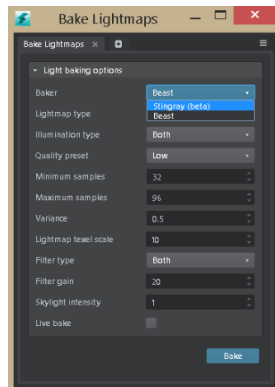 Bake Lightmaps
Bake Lightmaps
Light baking options
Baker Beast
Stingray (beta)
Lightmap type Beast
Illumination type Both
Quality preset Low
Minimum samples 32
Maximum samples 96
Variance 0.5
Lightmap texel scale 10
Filter type Both
Filter gain 20
Skylight intensity 1
Live bake
Bake